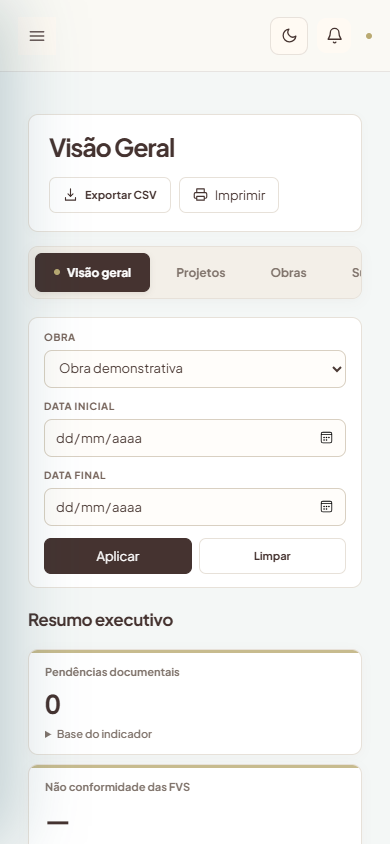 Visão Geral
Exportar CSV
Imprimir
Visão geral
Projetos
Obras
OBRA
Obra demonstrativa
DATA INICIAL
dd/mm/aaaa
DATA FINAL
dd/mm/aaaa
Aplicar
Limpar
Resumo executivo
Pendências documentais
0
Base do indicador
Não conformidade das FVS
—